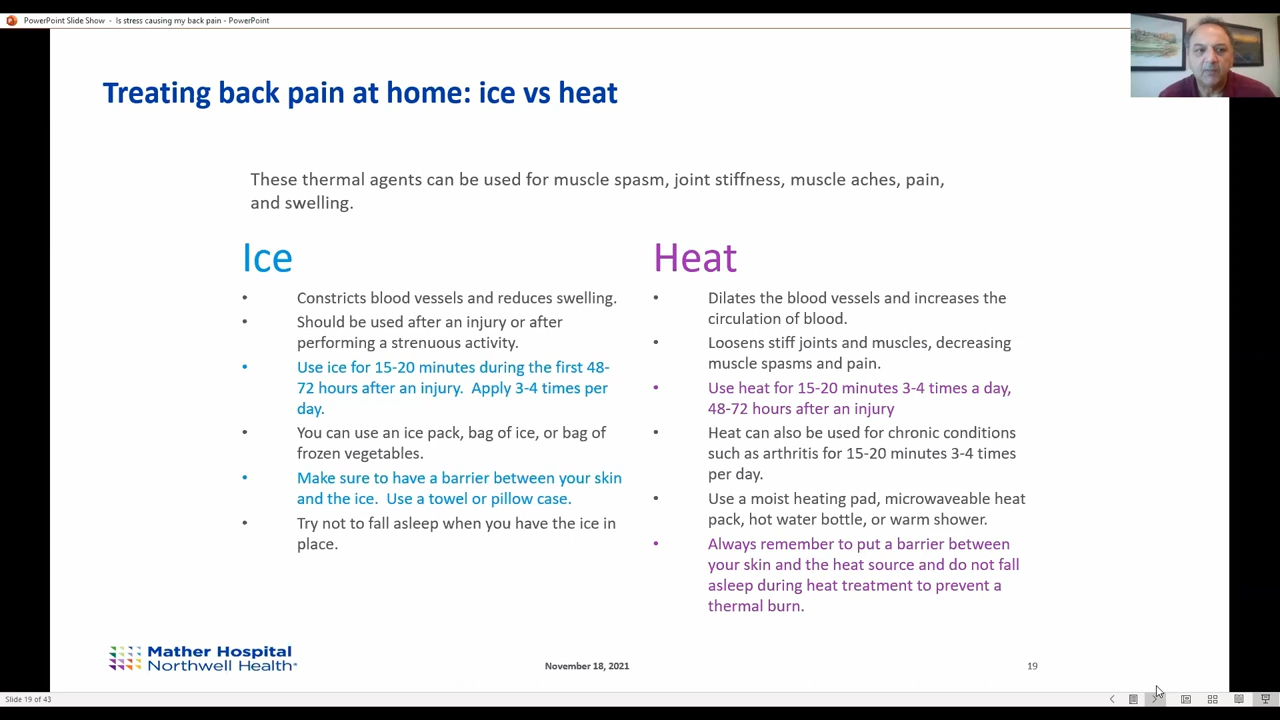 PowerPoint Slide Show - Is stress causing my back pain - PowerPoint
Treating back pain at home: ice vs heat
These thermal agents can be used for muscle spasm, joint stiffness, muscle aches, pain,
and swelling.
Ice
• Constricts blood vessels and reduces swelling.
• Should be used after an injury or after
performing a strenuous activity.
• Use ice for 15-20 minutes during the first 48-
72 hours after an injury. Apply 3-4 times per
day.
• You can use an ice pack, bag of ice, or bag of
frozen vegetables.
• Make sure to have a barrier between your skin
and the ice. Use a towel or pillow case.
• Try not to fall asleep when you have the ice in
place.
Heat
• Dilates the blood vessels and increases the
circulation of blood.
• Loosens stiff joints and muscles, decreasing
muscle spasms and pain.
• Use heat for 15-20 minutes 3-4 times a day,
48-72 hours after an injury
• Heat can also be used for chronic conditions
such as arthritis for 15-20 minutes 3-4 times
per day.
• Use a moist heating pad, microwaveable heat
pack, hot water bottle, or warm shower.
• Always remember to put a barrier between
your skin and the heat source and do not fall
asleep during heat treatment to prevent a
thermal burn.
Mather Hospital
Northwell Health®
November 18, 2021
19
Slide 19 of 43